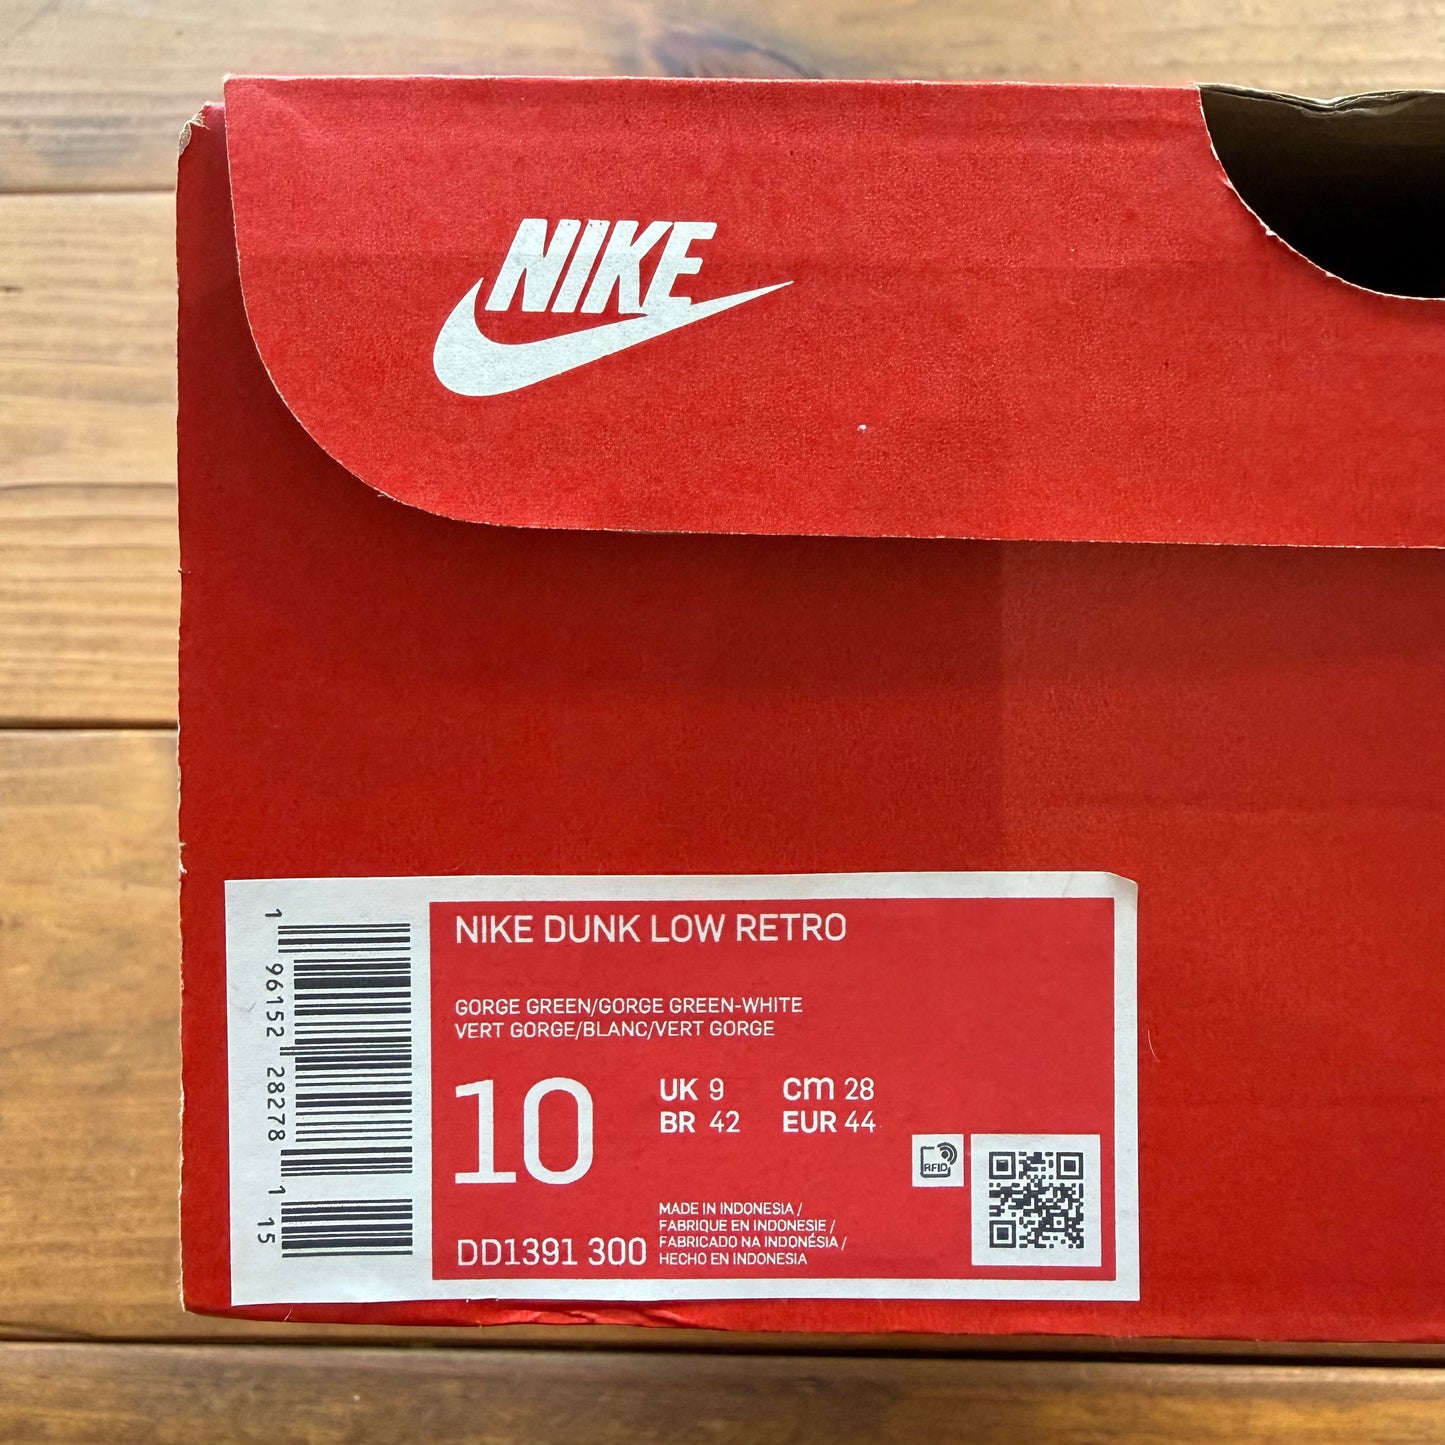 NIKE
NIKE DUNK LOW RETRO
GORGE GREEN/GORGE GREEN-WHITE
VERT GORGE/BLANC/VERT GORGE
10
UK 9 cm 28
BR 42 EUR 44
RFID
MADE IN INDONESIA /
FABRIQUE EN INDONESIE /
FABRICADO NA INDONÉSIA /
HECHO EN INDONESIA
DD1391 300
1 96152 28278 1 15